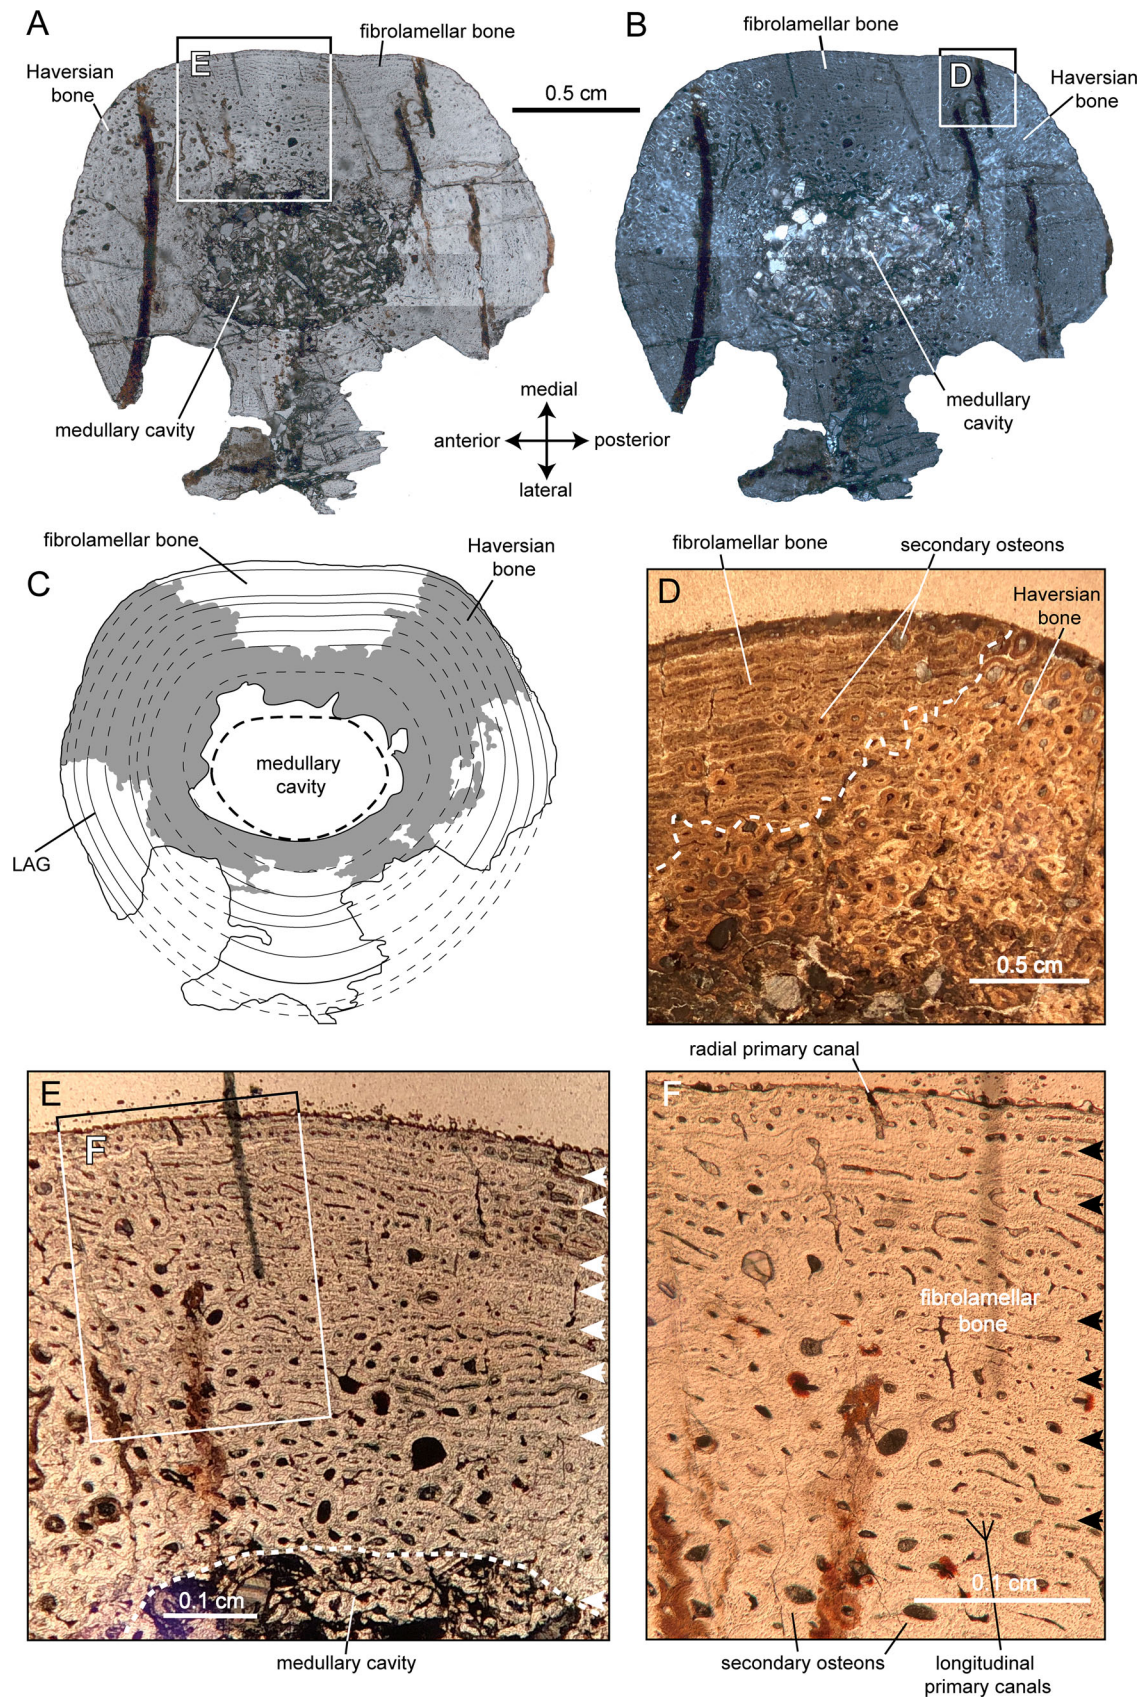 A
fibrolamellar bone
Haversian
bone
E
0.5 cm
medullary cavity
B
fibrolamellar bone
D
Haversian
bone
medullary
cavity
medial
anterior
posterior
lateral
C
fibrolamellar bone
Haversian
bone
medullary
cavity
LAG
D
fibrolamellar bone
secondary osteons
Haversian
bone
0.5 cm
E
F
0.1 cm
medullary cavity
radial primary canal
F
fibrolamellar
bone
0.1 cm
secondary osteons
longitudinal
primary canals